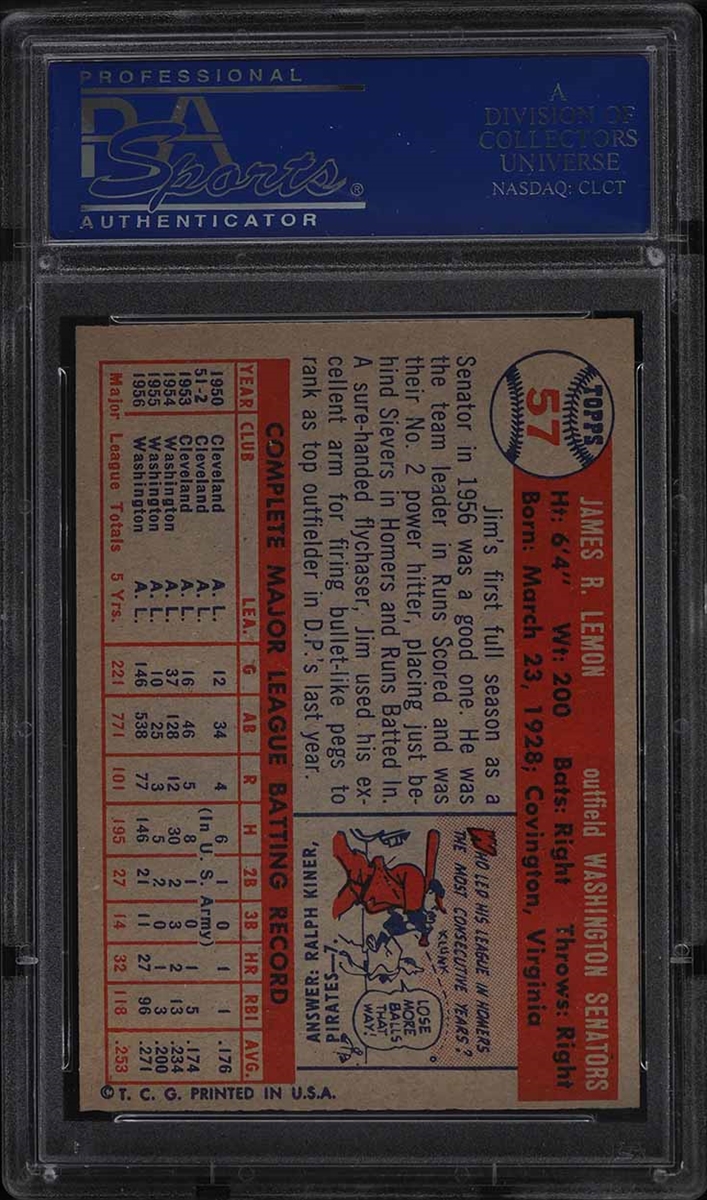 PROFESSIONAL
PSA
Sports®
AUTHENTICATOR
A
DIVISION OF
COLLECTORS
UNIVERSE
NASDAQ: CLCT
TOPPS
57
JAMES R. LEMON outfield WASHINGTON SENATORS
Ht: 6'4" Wt: 200 Bats: Right Throws: Right
Born: March 23, 1928; Covington, Virginia
Jim's first full season as a
Senator in 1956 was a good one. He was
the team leader in Runs Scored and was
their No. 2 power hitter, placing just be-
hind Sievers in Homers and Runs Batted In.
A sure-handed flychaser, Jim used his ex-
cellent arm for firing bullet-like pegs to
rank as top outfielder in D.P.'s last year.
WHO LED HIS LEAGUE IN HOMERS
THE MOST CONSECUTIVE YEARS?
KLUNK
LOSE
MORE
BALLS
THAT
WAY!
ANSWER: RALPH KINER,
PIRATES—7
COMPLETE MAJOR LEAGUE BATTING RECORD
YEAR CLUB LEA. G AB R H 2B 3B HR RBI AVG.
1950 Cleveland A. L. 12 34 4 6 1 0 1 1 .176
51-2 Cleveland A. L. (In U. S. Army)
1953 Cleveland A. L. 16 46 5 8 1 0 1 5 .174
1954 Washington A. L. 37 128 12 30 2 3 2 13 .234
1955 Washington A. L. 10 25 3 5 2 0 1 3 .200
1956 Washington A. L. 146 538 77 146 21 11 27 96 .271
Major League Totals 5 Yrs. 221 771 101 195 27 14 32 118 .253
© T. C. G. PRINTED IN U.S.A.